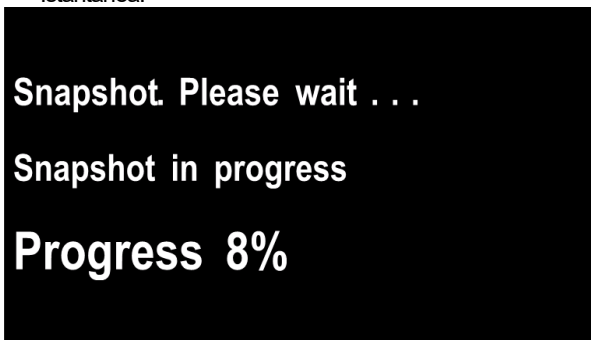 Snapshot. Please wait . . .
Snapshot in progress
Progress 8%